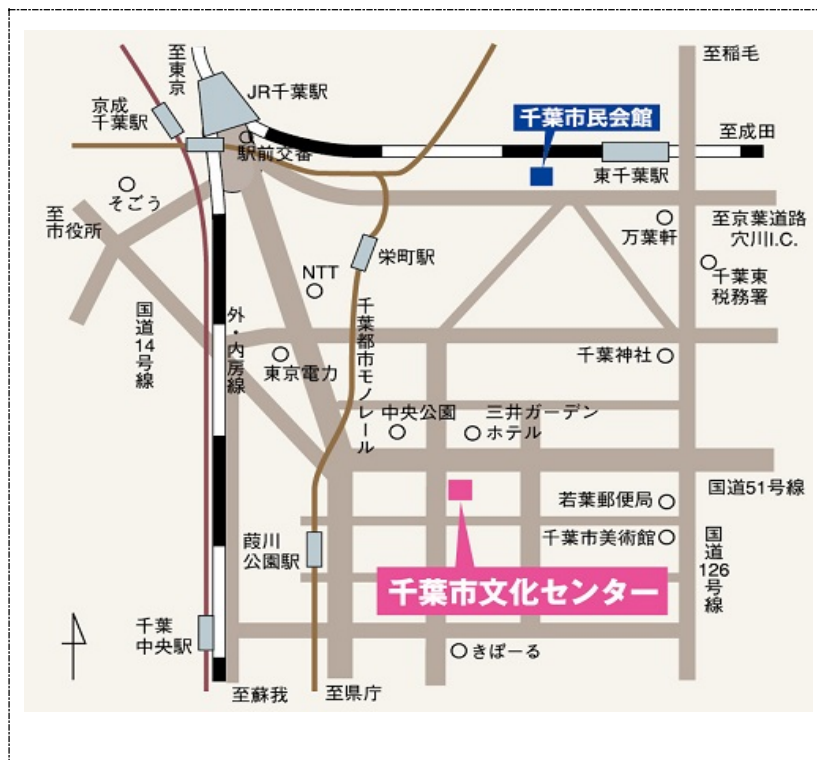 至東京
至稲毛
JR千葉駅
京成
千葉駅
千葉市民会館
至成田
駅前交番
東千葉駅
そごう
至
市役所
万葉軒
至京葉道路
穴川I.C.
栄町駅
NTT
千葉東
税務署
国道14号線
外・内房線
千葉都市モノレール
千葉神社
東京電力
中央公園
三井ガーデン
ホテル
国道51号線
若葉郵便局
千葉市美術館
国道126号線
葭川
公園駅
千葉市文化センター
千葉
中央駅
きぼーる
至蘇我
至県庁